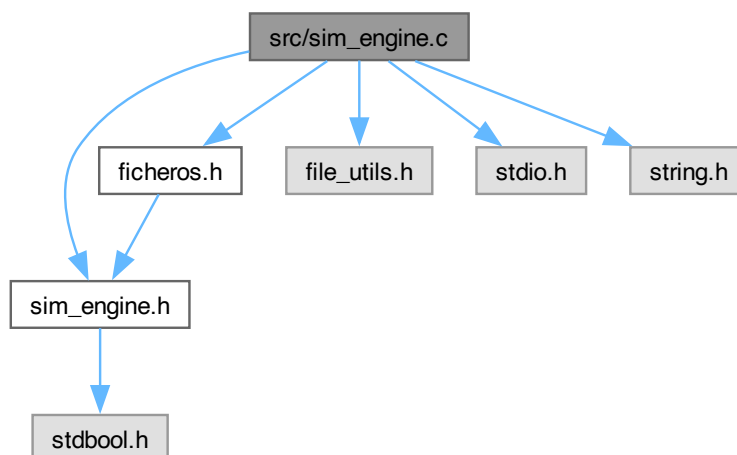 src/sim_engine.c
ficheros.h
file_utils.h
stdio.h
string.h
sim_engine.h
stdbool.h